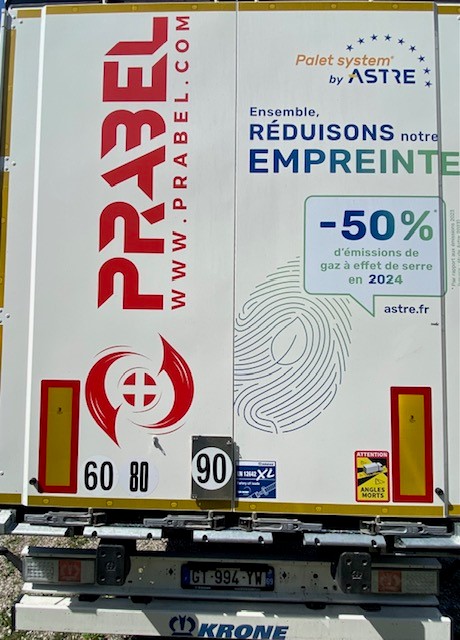 PRABEL
WWW.PRABEL.COM
Palet system®
by ASTRE
Ensemble,
RÉDUISONS notre
EMPREINTE
-50%*
d'émissions de
gaz à effet de serre
en 2024
astre.fr
60
80
90
EN 12642 XL
ATTENTION
ANGLES
MORTS
GT-994-YW
KRONE